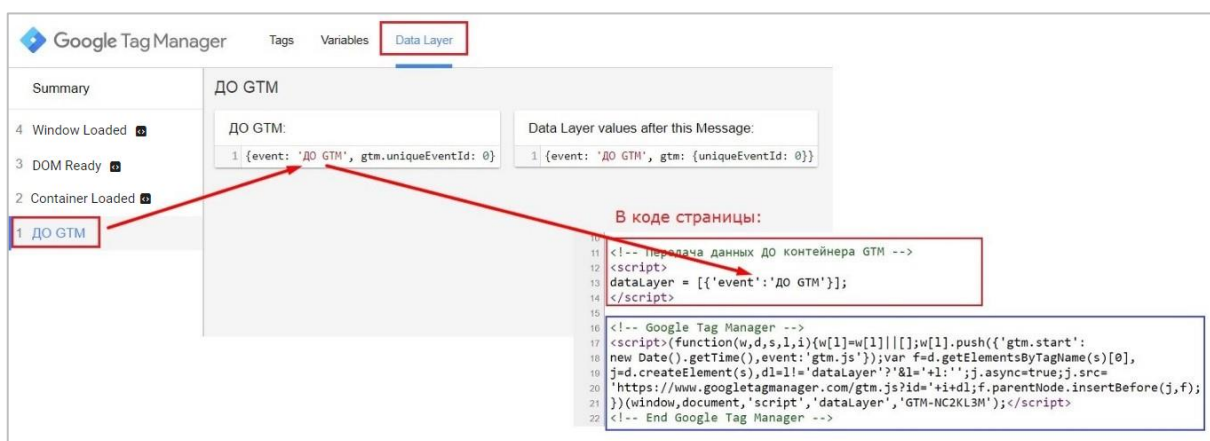 Google Tag Manager Tags Variables Data Layer
Summary
4 Window Loaded
3 DOM Ready
2 Container Loaded
1 ДО GTM
ДО GTM
ДО GTM:
1 {event: 'ДО GTM', gtm.uniqueEventId: 0}
Data Layer values after this Message:
1 {event: 'ДО GTM', gtm: {uniqueEventId: 0}}
В коде страницы:
10
11 <!-- Передача данных ДО контейнера GTM -->
12 <script>
13 dataLayer = [{'event':'ДО GTM'}];
14 </script>
15
16 <!-- Google Tag Manager -->
17 <script>(function(w,d,s,l,i){w[l]=w[l]||[];w[l].push({'gtm.start':
18 new Date().getTime(),event:'gtm.js'});var f=d.getElementsByTagName(s)[0],
19 j=d.createElement(s),dl=l!='dataLayer'?'&l='+l:'';j.async=true;j.src=
20 'https://www.googletagmanager.com/gtm.js?id='+i+dl;f.parentNode.insertBefore(j,f);
21 })(window,document,'script','dataLayer','GTM-NC2KL3M');</script>
22 <!-- End Google Tag Manager -->